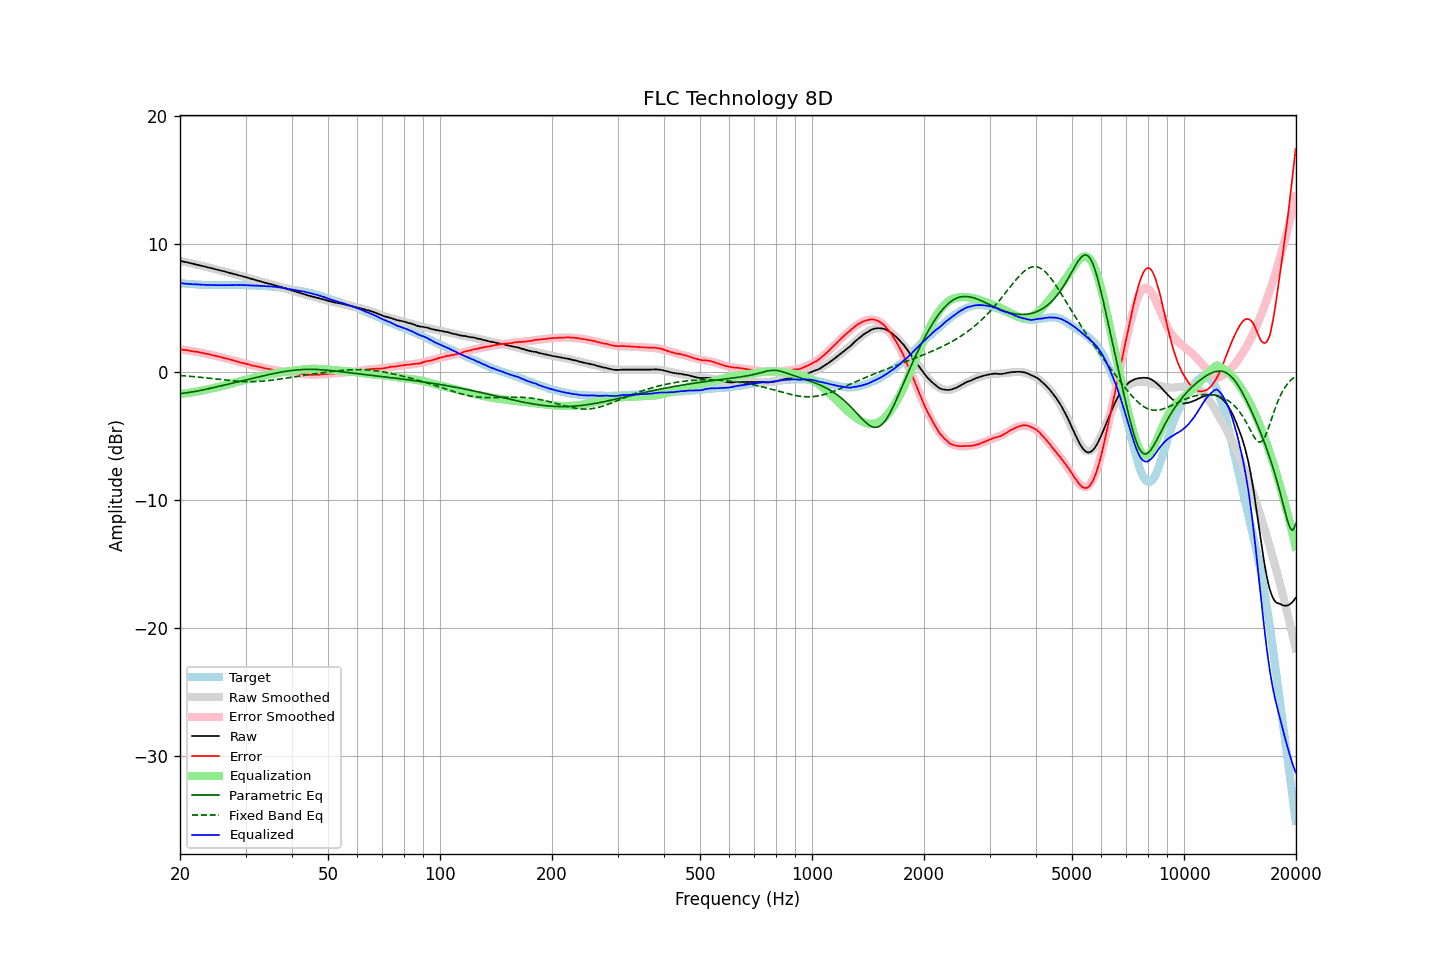 FLC Technology 8D
20
10
0
−10
−20
−30
Amplitude (dBr)
Target
Raw Smoothed
Error Smoothed
Raw
Error
Equalization
Parametric Eq
Fixed Band Eq
Equalized
20 50 100 200 500 1000 2000 5000 10000 20000
Frequency (Hz)